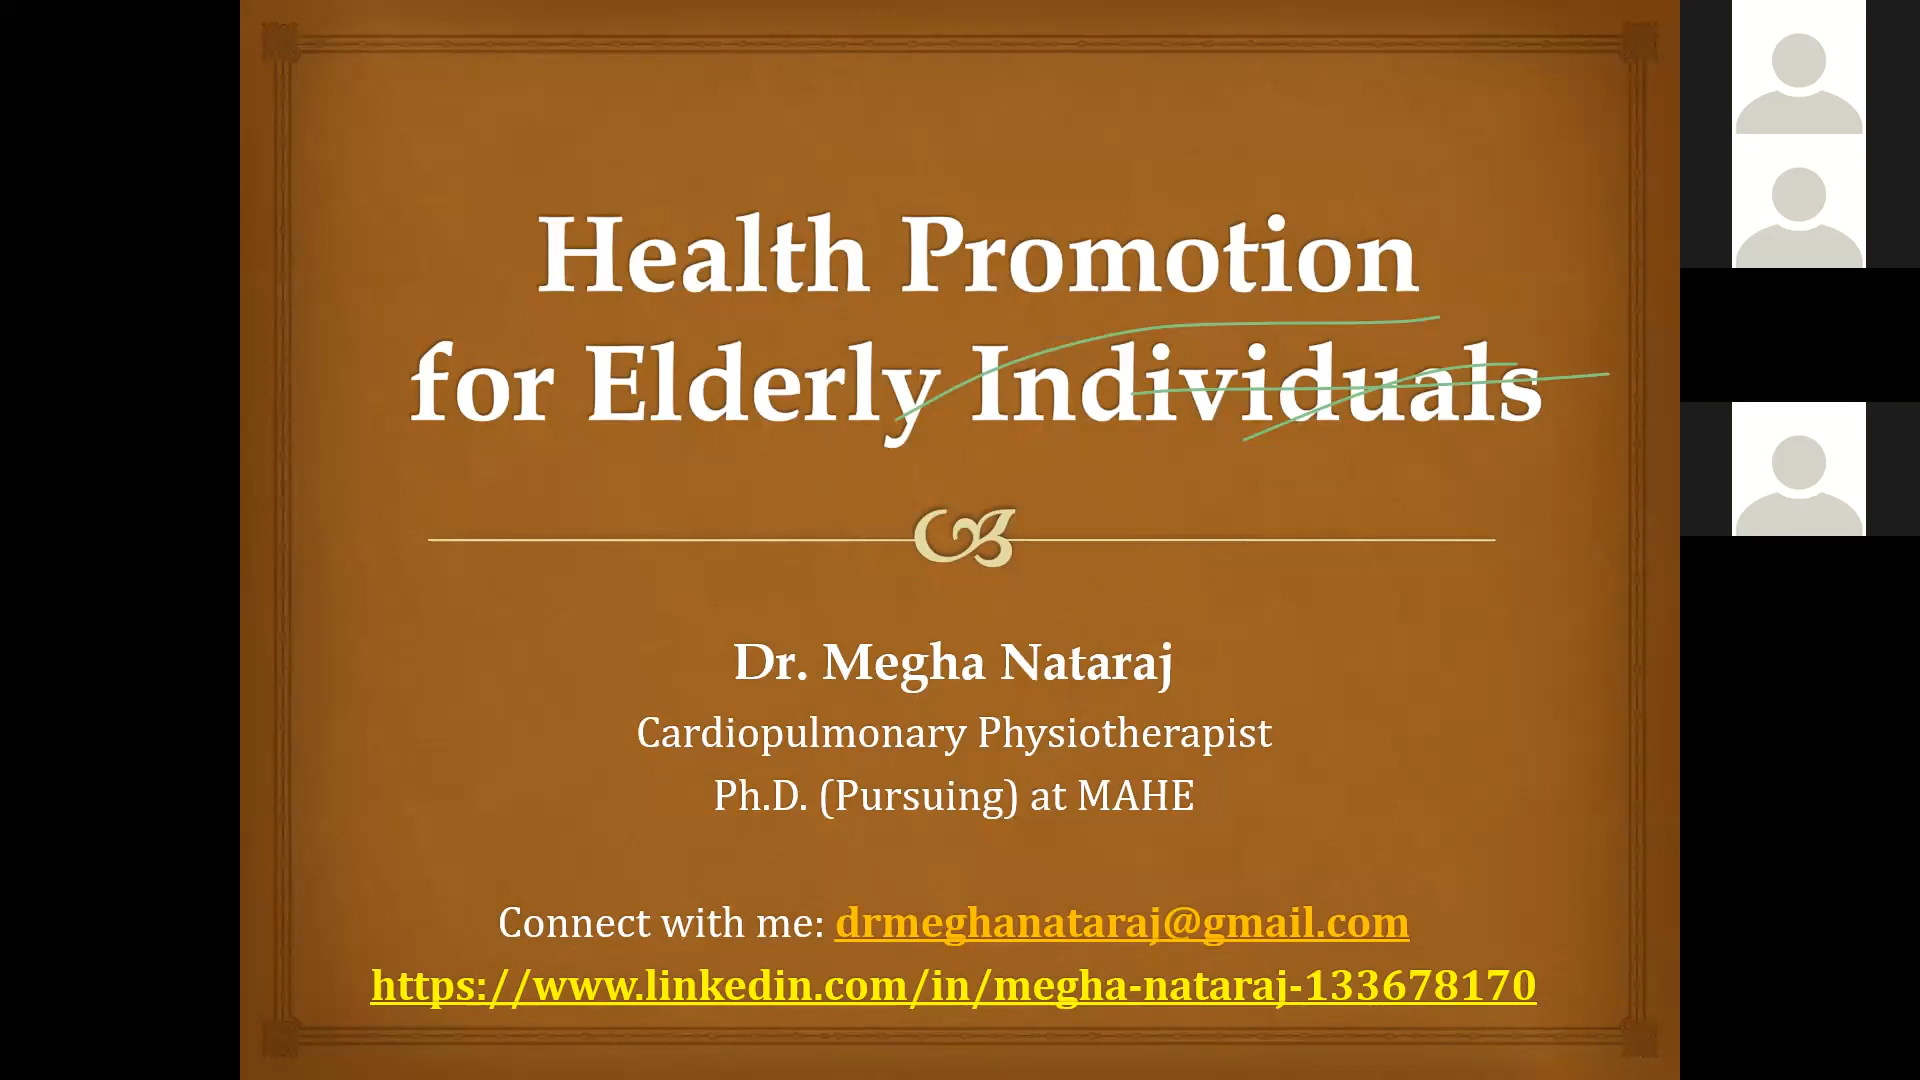 Health Promotion
for Elderly Individuals
Dr. Megha Nataraj
Cardiopulmonary Physiotherapist
Ph.D. (Pursuing) at MAHE
Connect with me: drmeghanataraj@gmail.com
https://www.linkedin.com/in/megha-nataraj-133678170